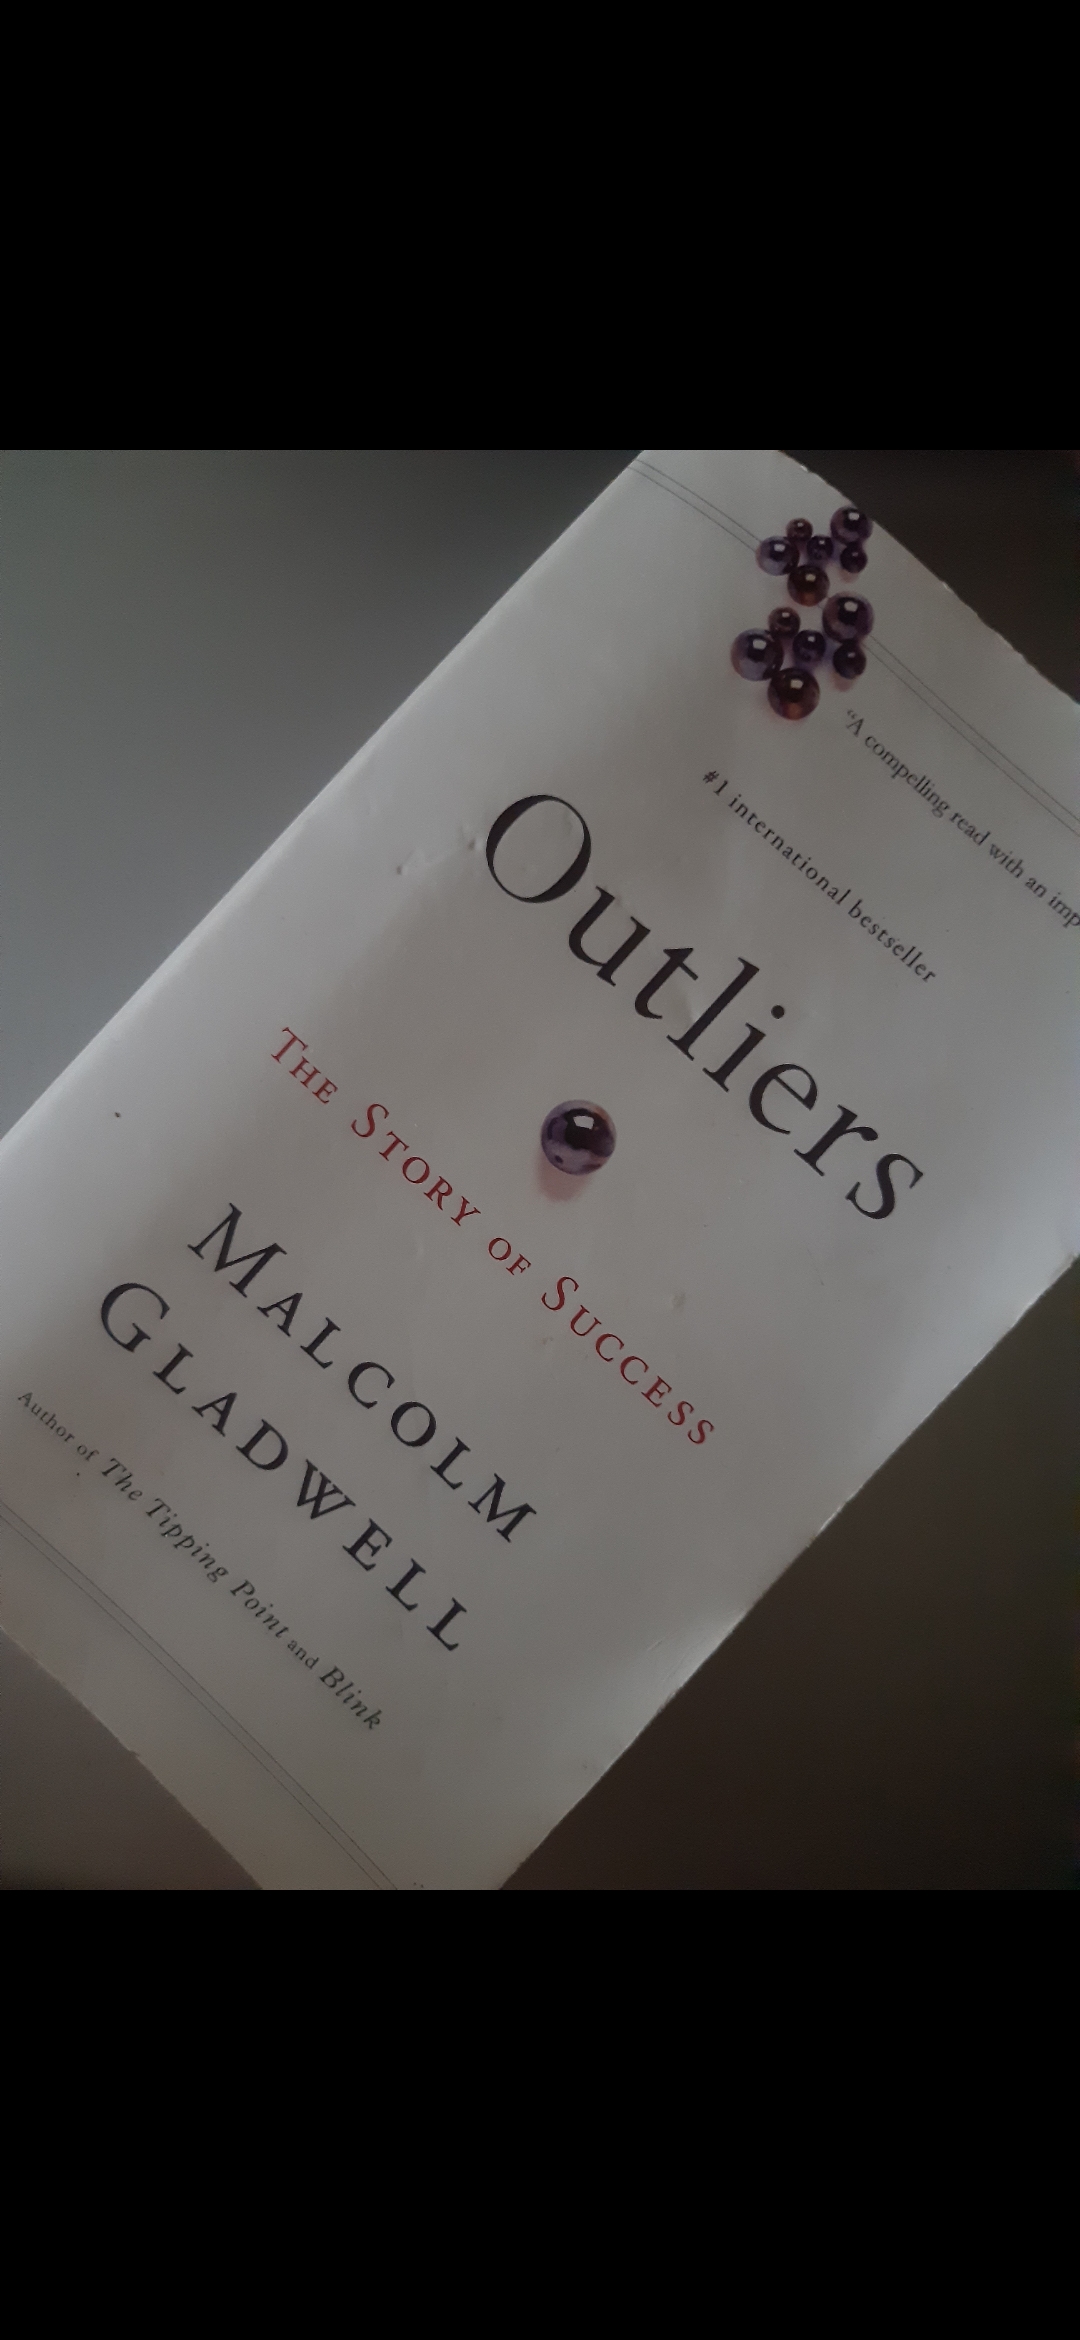 "A compelling read with an
#1 international bestseller
Outliers
THE STORY OF SUCCESS
MALCOLM
GLADWELL
Author of The Tipping Point and Blink